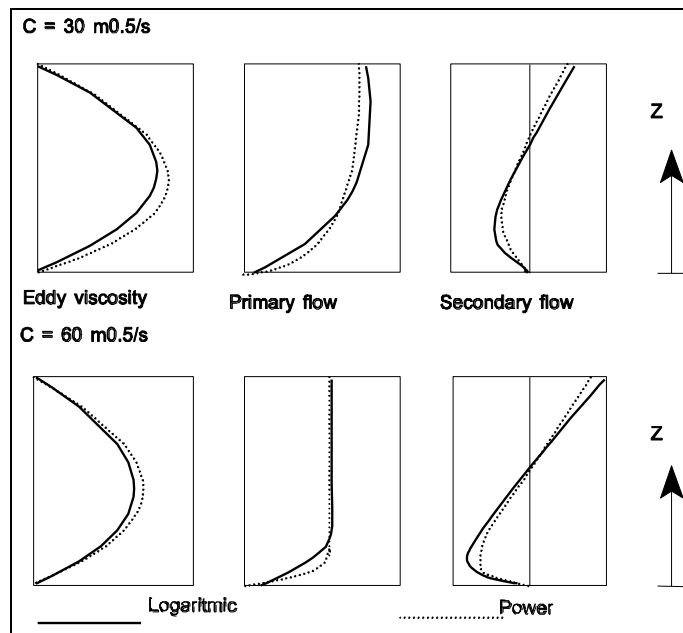 C = 30 m0.5/s
Z
Eddy viscosity
Primary flow
Secondary flow
C = 60 m0.5/s
Z
Logaritmic
Power